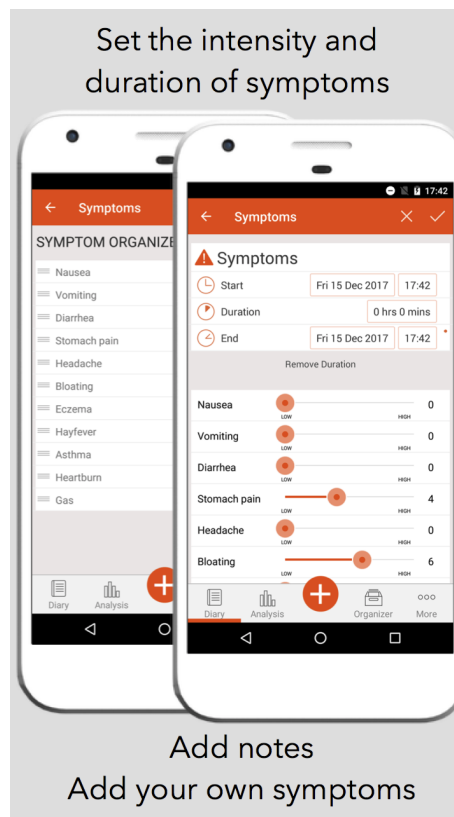 Set the intensity and
duration of symptoms
Symptoms
SYMPTOM ORGANIZE
Nausea
Vomiting
Diarrhea
Stomach pain
Headache
Bloating
Eczema
Hayfever
Asthma
Heartburn
Gas
Diary Analysis
17:42
Symptoms
Symptoms
Start Fri 15 Dec 2017 17:42
Duration 0 hrs 0 mins
End Fri 15 Dec 2017 17:42
Remove Duration
Nausea 0
LOW HIGH
Vomiting 0
LOW HIGH
Diarrhea 0
LOW HIGH
Stomach pain 4
LOW HIGH
Headache 0
LOW HIGH
Bloating 6
LOW HIGH
Diary Analysis Organizer More
Add notes
Add your own symptoms